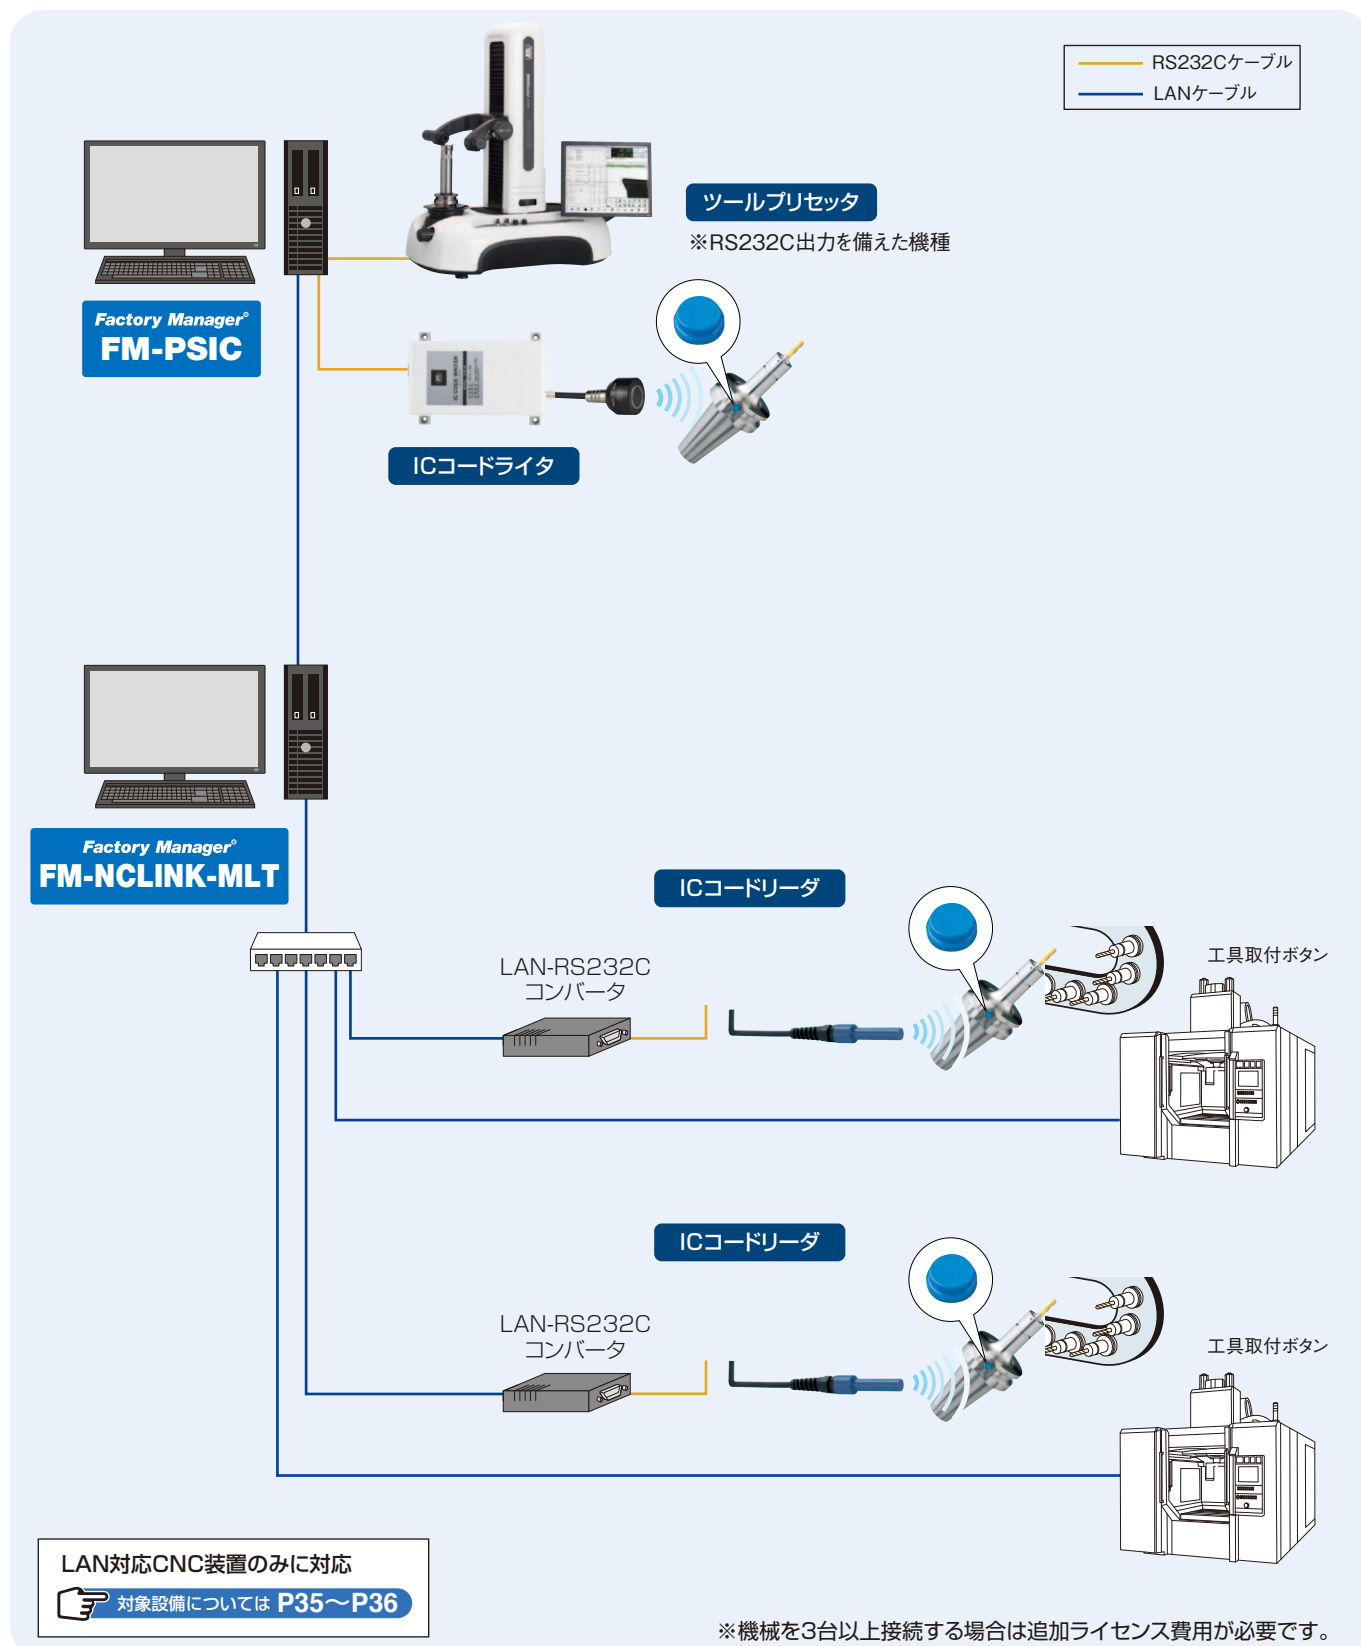 RS232Cケーブル
LANケーブル
ツールプリセッタ
※RS232C出力を備えた機種
Factory Manager®
FM-PSIC
IC CODE WRITER
ICコードライタ
Factory Manager®
FM-NCLINK-MLT
ICコードリーダ
LAN-RS232C
コンバータ
工具取付ボタン
ICコードリーダ
LAN-RS232C
コンバータ
工具取付ボタン
LAN対応CNC装置のみに対応
対象設備については P35〜P36
※機械を3台以上接続する場合は追加ライセンス費用が必要です。